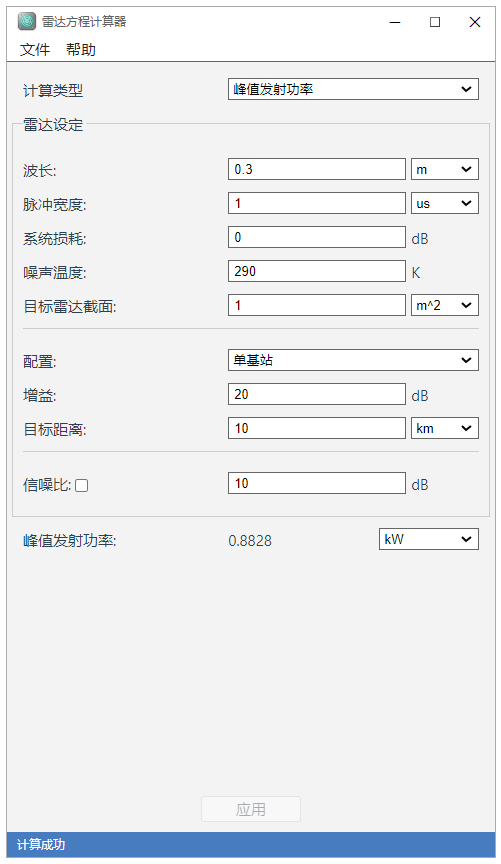 雷达方程计算器
文件 帮助
计算类型 峰值发射功率
雷达设定
波长: 0.3 m
脉冲宽度: 1 us
系统损耗: 0 dB
噪声温度: 290 K
目标雷达截面: 1 m^2
配置: 单基站
增益: 20 dB
目标距离: 10 km
信噪比: 10 dB
峰值发射功率: 0.8828 kW
应用
计算成功